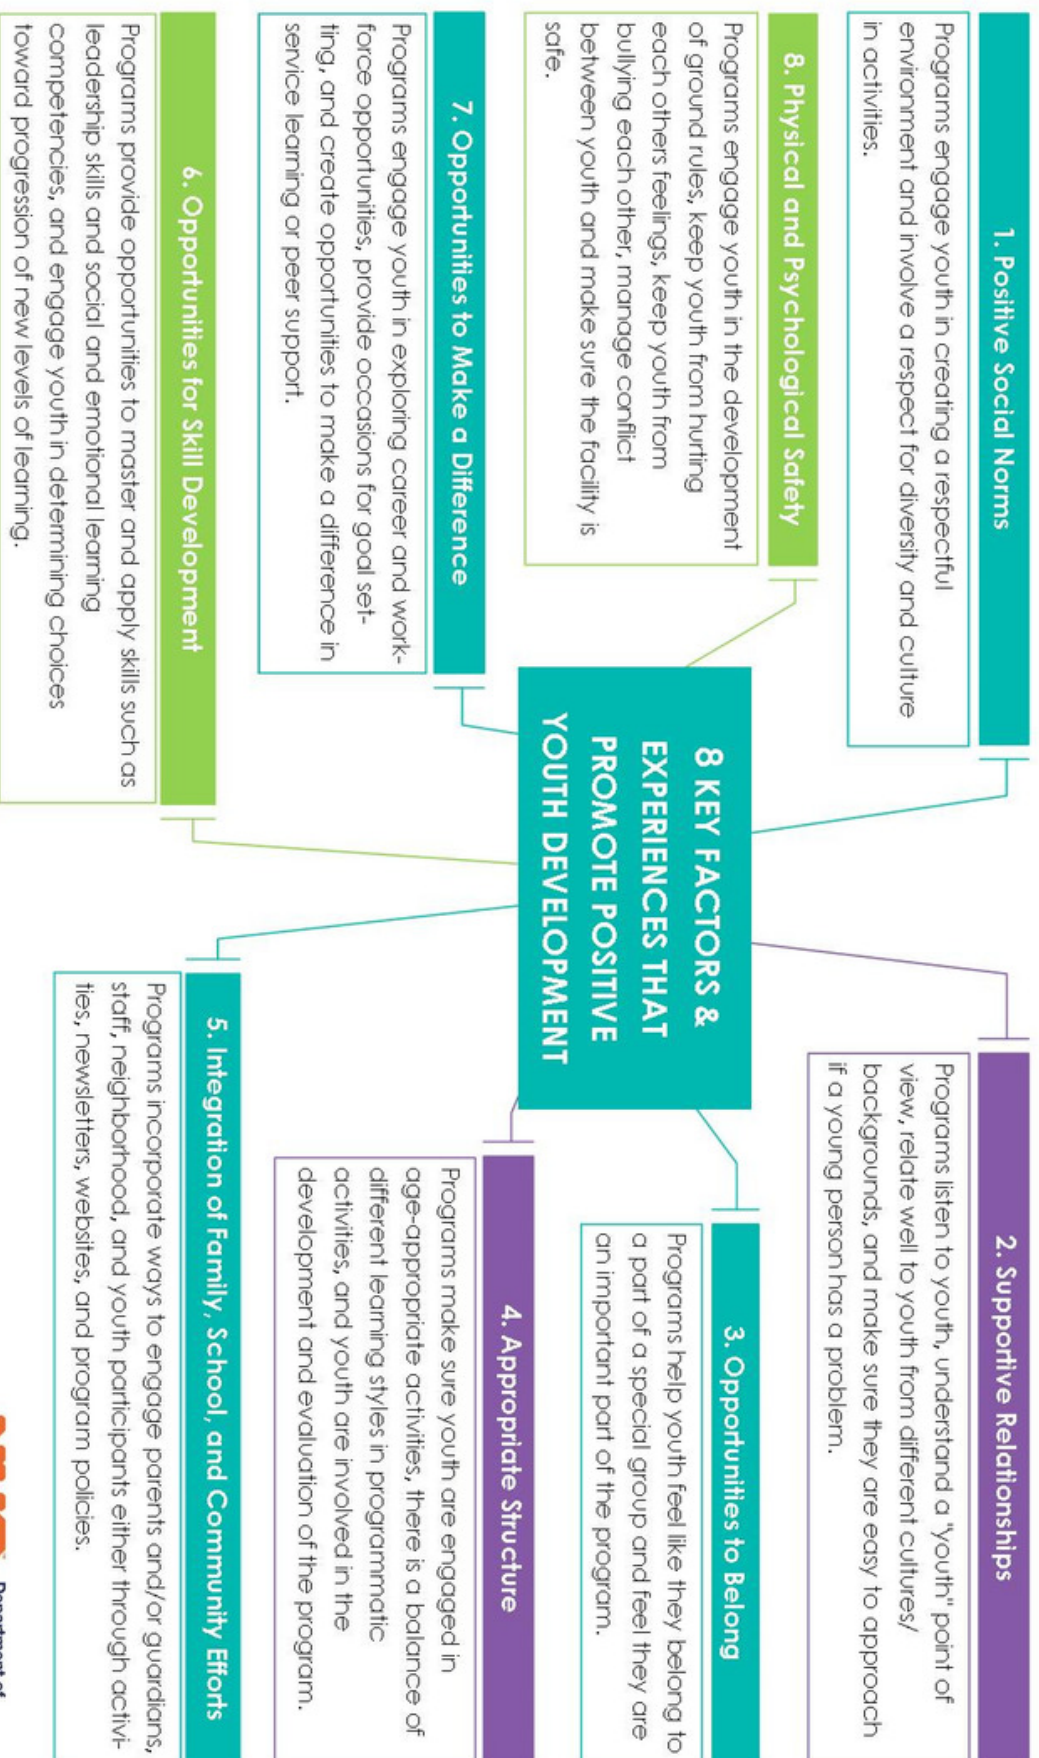 8 KEY FACTORS &
EXPERIENCES THAT
PROMOTE POSITIVE
YOUTH DEVELOPMENT
1. Positive Social Norms
Programs engage youth in creating a respectful
environment and involve a respect for diversity and culture
in activities.
2. Supportive Relationships
Programs listen to youth, understand a "youth" point of
view, relate well to youth from different cultures/
backgrounds, and make sure they are easy to approach
if a young person has a problem.
3. Opportunities to Belong
Programs help youth feel like they belong to
a part of a special group and feel they are
an important part of the program.
4. Appropriate Structure
Programs make sure youth are engaged in
age-appropriate activities, there is a balance of
different learning styles in programmatic
activities, and youth are involved in the
development and evaluation of the program.
5. Integration of Family, School, and Community Efforts
Programs incorporate ways to engage parents and/or guardians,
staff, neighborhood, and youth participants either through activi-
ties, newsletters, websites, and program policies.
6. Opportunities for Skill Development
Programs provide opportunities to master and apply skills such as
leadership skills and social and emotional learning
competencies, and engage youth in determining choices
toward progression of new levels of learning.
7. Opportunities to Make a Difference
Programs engage youth in exploring career and work-
force opportunities, provide occasions for goal set-
ting, and create opportunities to make a difference in
service learning or peer support.
8. Physical and Psychological Safety
Programs engage youth in the development
of ground rules, keep youth from hurting
each others feelings, keep youth from
bullying each other, manage conflict
between youth and make sure the facility is
safe.
Department of